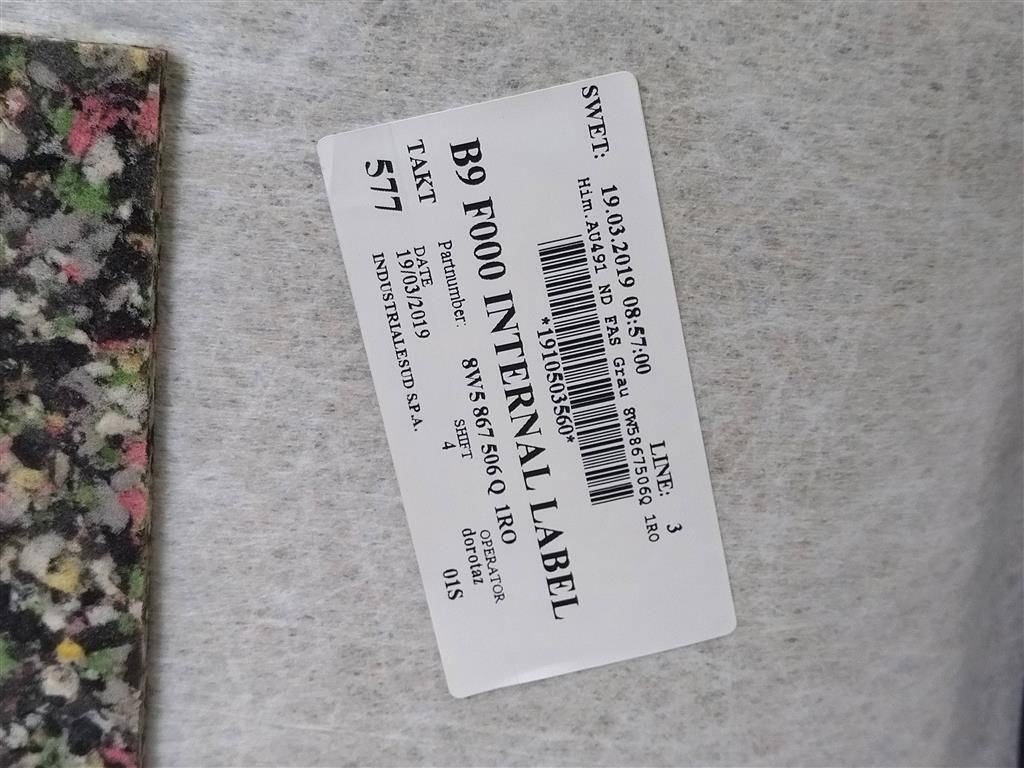 SWET: 19.03.2019 08:57:00 LINE: 3
Him.AU491 ND FAS Grau 8W5867506Q 1RO
*1910503560*
B9 F000 INTERNAL LABEL
Partnumber: 8W5 867 506 Q 1RO
TAKT DATE SHIFT OPERATOR
577 19/03/2019 4 dorotaz
INDUSTRIALESUD S.P.A. 01S